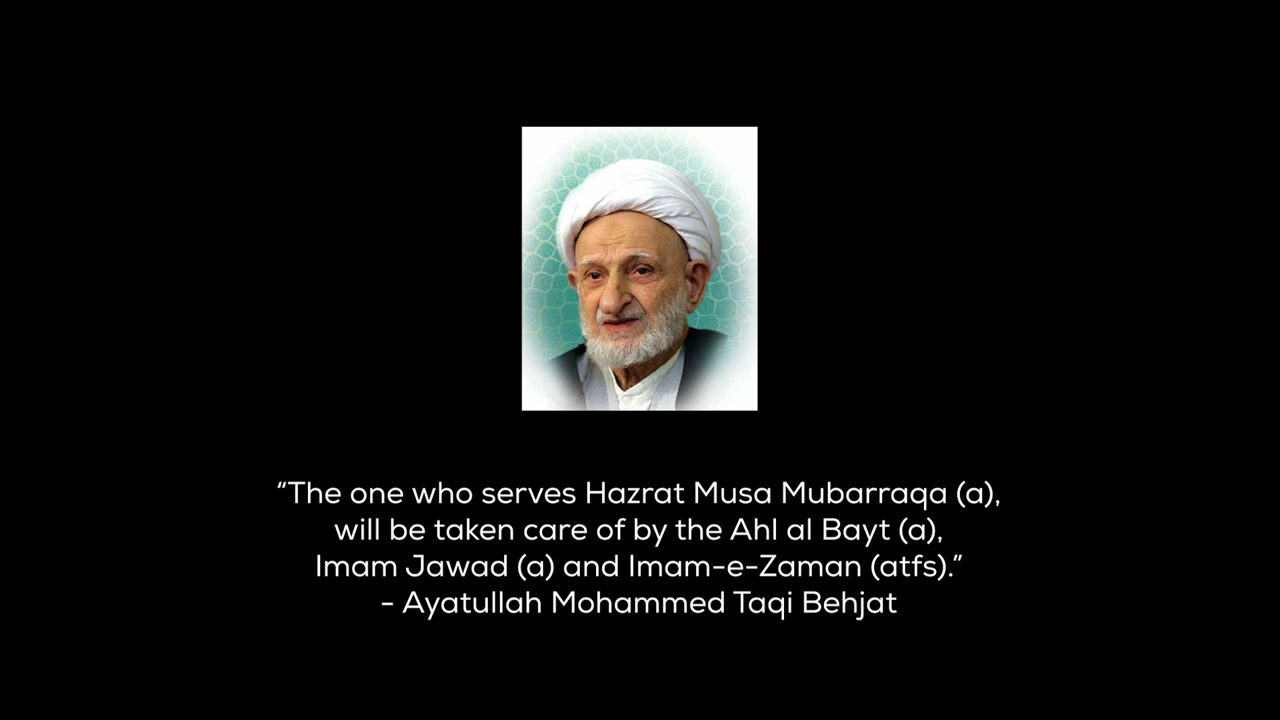 “The one who serves Hazrat Musa Mubarraqa (a),
will be taken care of by the Ahl al Bayt (a),
Imam Jawad (a) and Imam-e-Zaman (atfs).”
- Ayatullah Mohammed Taqi Behjat